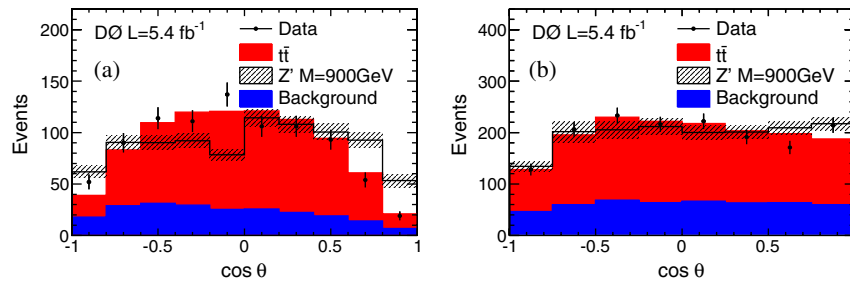 DØ L=5.4 fb⁻¹
(a)
Data
tt̄
Z' M=900GeV
Background
Events
200
150
100
50
0
-1
-0.5
0
0.5
1
cos θ
DØ L=5.4 fb⁻¹
(b)
Data
tt̄
Z' M=900GeV
Background
Events
400
300
200
100
0
-1
-0.5
0
0.5
cos θ